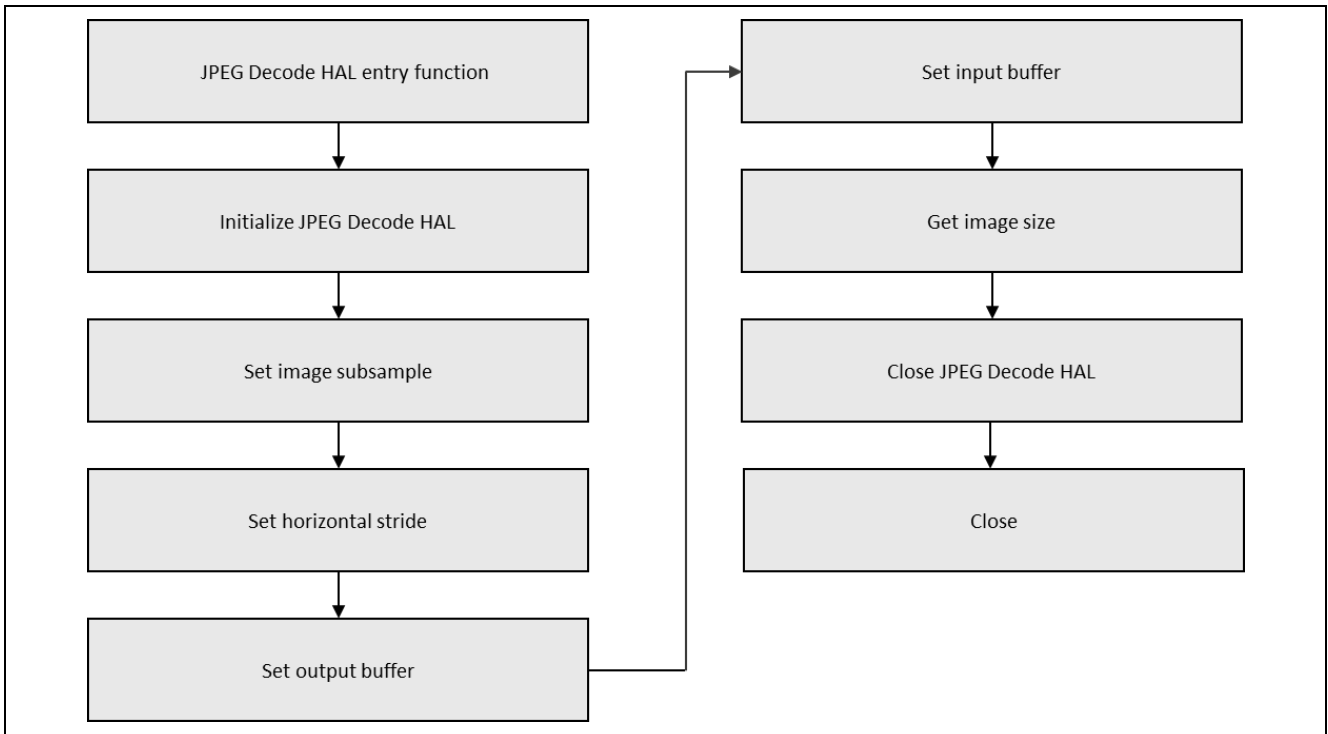 JPEG Decode HAL entry function
Initialize JPEG Decode HAL
Set image subsample
Set horizontal stride
Set output buffer
Set input buffer
Get image size
Close JPEG Decode HAL
Close